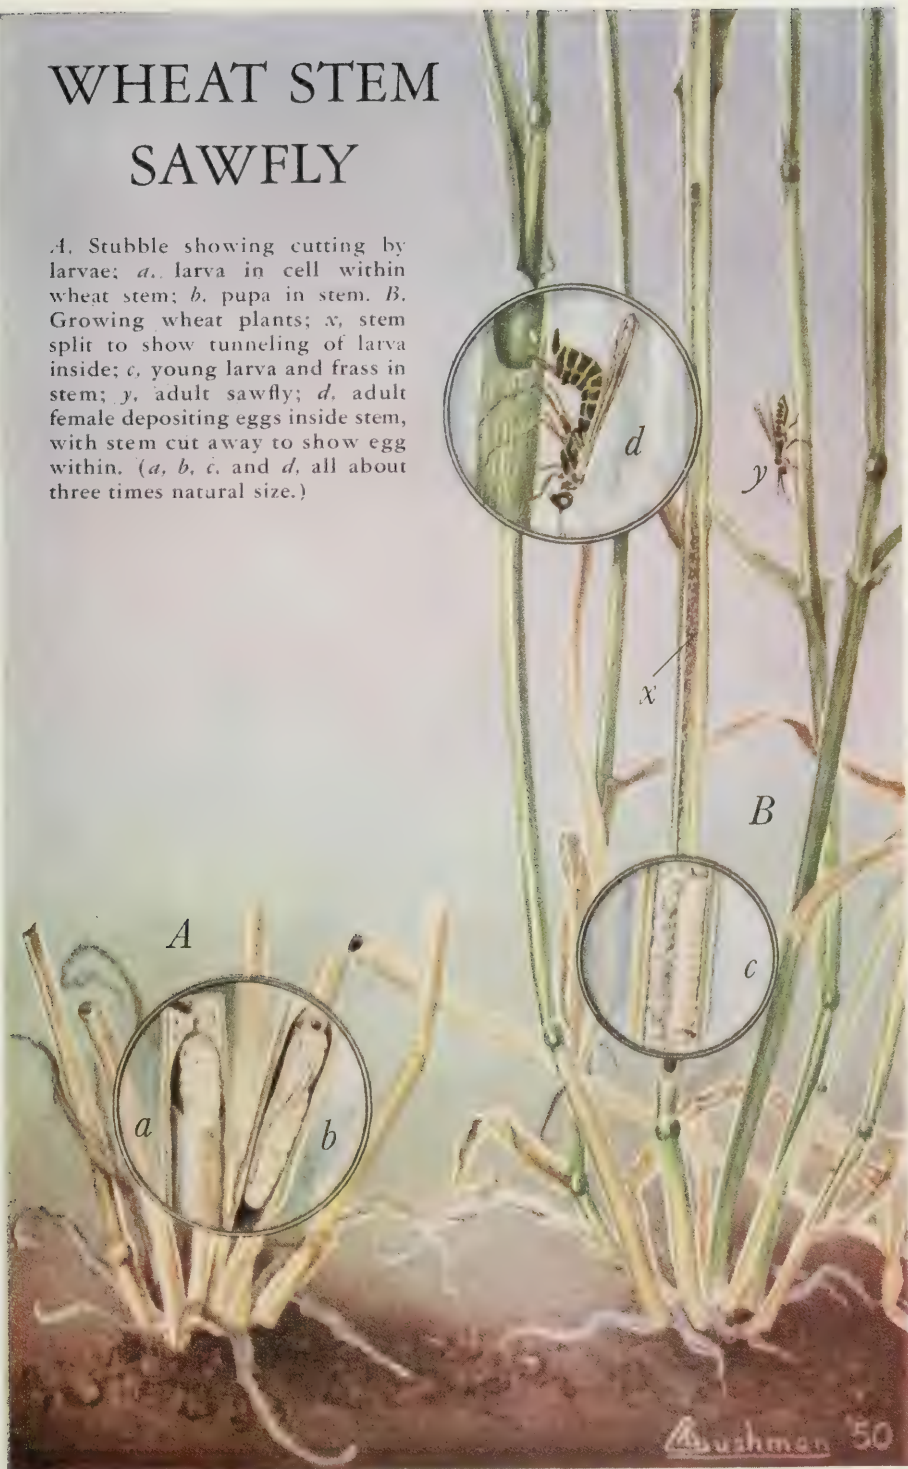 WHEAT STEM
SAWFLY
A. Stubble showing cutting by
larvae; a. larva in cell within
wheat stem; b. pupa in stem. B.
Growing wheat plants; x, stem
split to show tunneling of larva
inside; c, young larva and frass in
stem; y, adult sawfly; d, adult
female depositing eggs inside stem,
with stem cut away to show egg
within. (a, b, c, and d, all about
three times natural size.)
d
y
x
B
A
c
a
b
Bushman '50